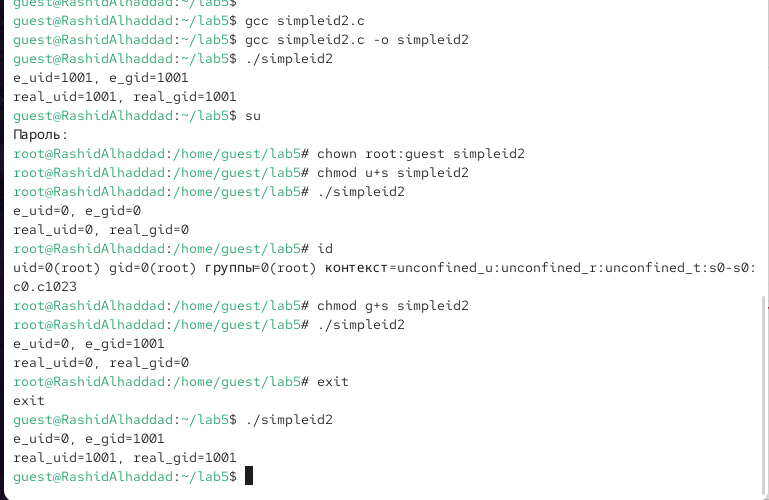 guest@RashidAlhaddad:~/lab5$
guest@RashidAlhaddad:~/lab5$ gcc simpleid2.c
guest@RashidAlhaddad:~/lab5$ gcc simpleid2.c -o simpleid2
guest@RashidAlhaddad:~/lab5$ ./simpleid2
e_uid=1001, e_gid=1001
real_uid=1001, real_gid=1001
guest@RashidAlhaddad:~/lab5$ su
Пароль:
root@RashidAlhaddad:/home/guest/lab5# chown root:guest simpleid2
root@RashidAlhaddad:/home/guest/lab5# chmod u+s simpleid2
root@RashidAlhaddad:/home/guest/lab5# ./simpleid2
e_uid=0, e_gid=0
real_uid=0, real_gid=0
root@RashidAlhaddad:/home/guest/lab5# id
uid=0(root) gid=0(root) группы=0(root) контекст=unconfined_u:unconfined_r:unconfined_t:s0-s0:
c0.c1023
root@RashidAlhaddad:/home/guest/lab5# chmod g+s simpleid2
root@RashidAlhaddad:/home/guest/lab5# ./simpleid2
e_uid=0, e_gid=1001
real_uid=0, real_gid=0
root@RashidAlhaddad:/home/guest/lab5# exit
exit
guest@RashidAlhaddad:~/lab5$ ./simpleid2
e_uid=0, e_gid=1001
real_uid=1001, real_gid=1001
guest@RashidAlhaddad:~/lab5$